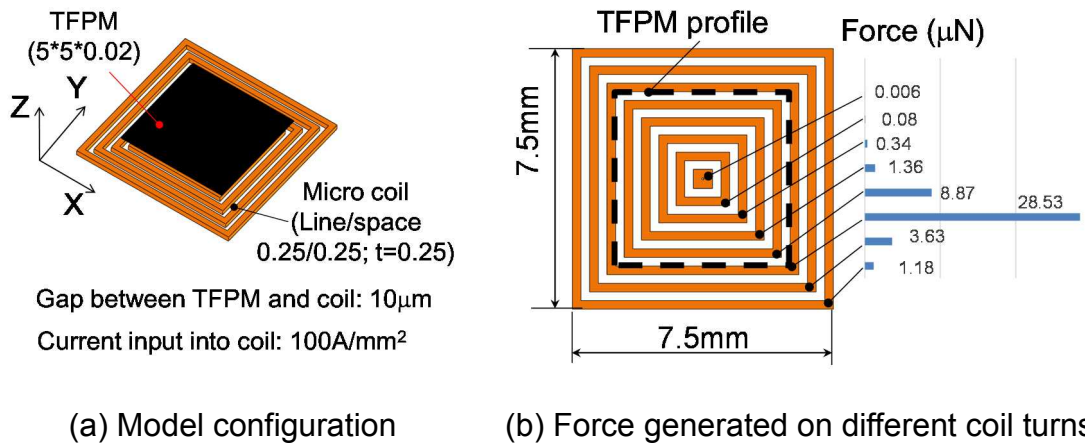 TFPM
(5*5*0.02)
Z
Y
X
Micro coil
(Line/space
0.25/0.25; t=0.25)
Gap between TFPM and coil: 10μm
Current input into coil: 100A/mm²
(a) Model configuration
TFPM profile
Force (μN)
7.5mm
7.5mm
0.006
0.08
0.34
1.36
8.87
28.53
3.63
1.18
(b) Force generated on different coil turns